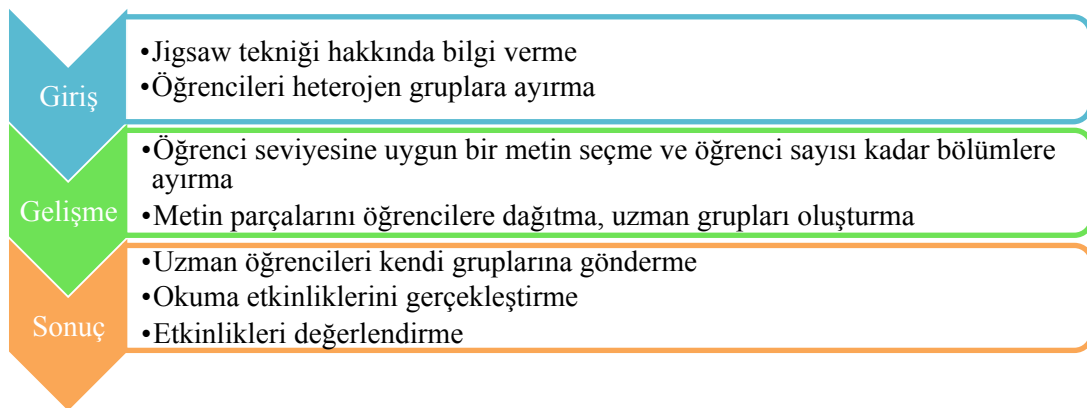 Giriş
•Jigsaw tekniği hakkında bilgi verme
•Öğrencileri heterojen gruplara ayırma
Gelişme
•Öğrenci seviyesine uygun bir metin seçme ve öğrenci sayısı kadar bölümlere
ayırma
•Metin parçalarını öğrencilere dağıtma, uzman grupları oluşturma
Sonuç
•Uzman öğrencileri kendi gruplarına gönderme
•Okuma etkinliklerini gerçekleştirme
•Etkinlikleri değerlendirme